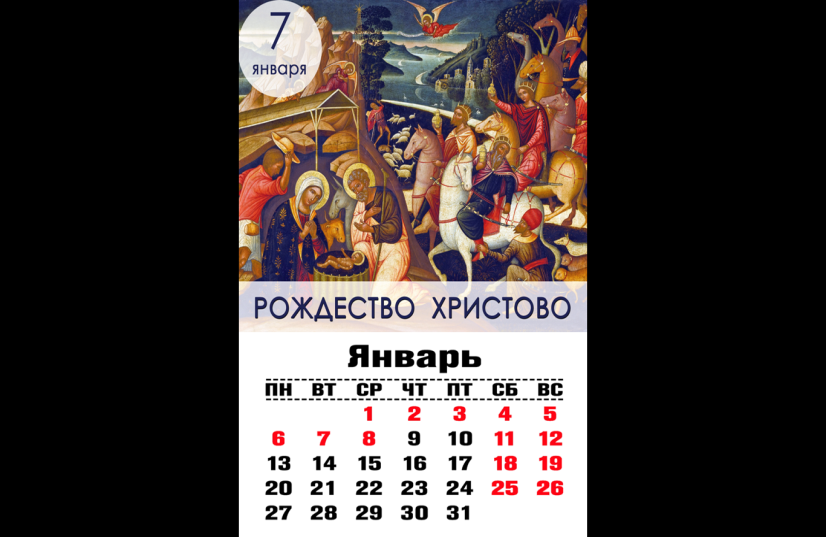 7
января
РОЖДЕСТВО ХРИСТОВО
Январь
ПН ВТ СР ЧТ ПТ СБ ВС
1 2 3 4 5
6 7 8 9 10 11 12
13 14 15 16 17 18 19
20 21 22 23 24 25 26
27 28 29 30 31